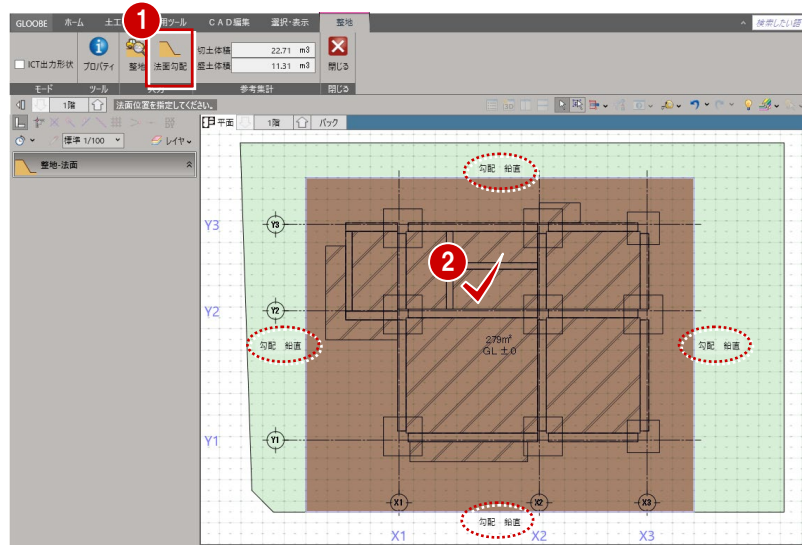 GLOOBE ホーム 土工 用ツール CAD編集 選択・表示 整地 検索したい語
1
ICT出力形状 プロパティ 整地 法面勾配 切土体積 22.71 m3 閉じる
盛土体積 11.31 m3
モード ツール 入力 参考集計 閉じる
1階 法面位置を指定してください。
平面 1階 バック
標準 1/100 レイヤ
整地-法面
勾配 鉛直
Y3 Y3
2
Y2 Y2
279㎡
GL±0
勾配 鉛直 勾配 鉛直
Y1 Y1
X1 X2 X3
勾配 鉛直
X1 X2 X3